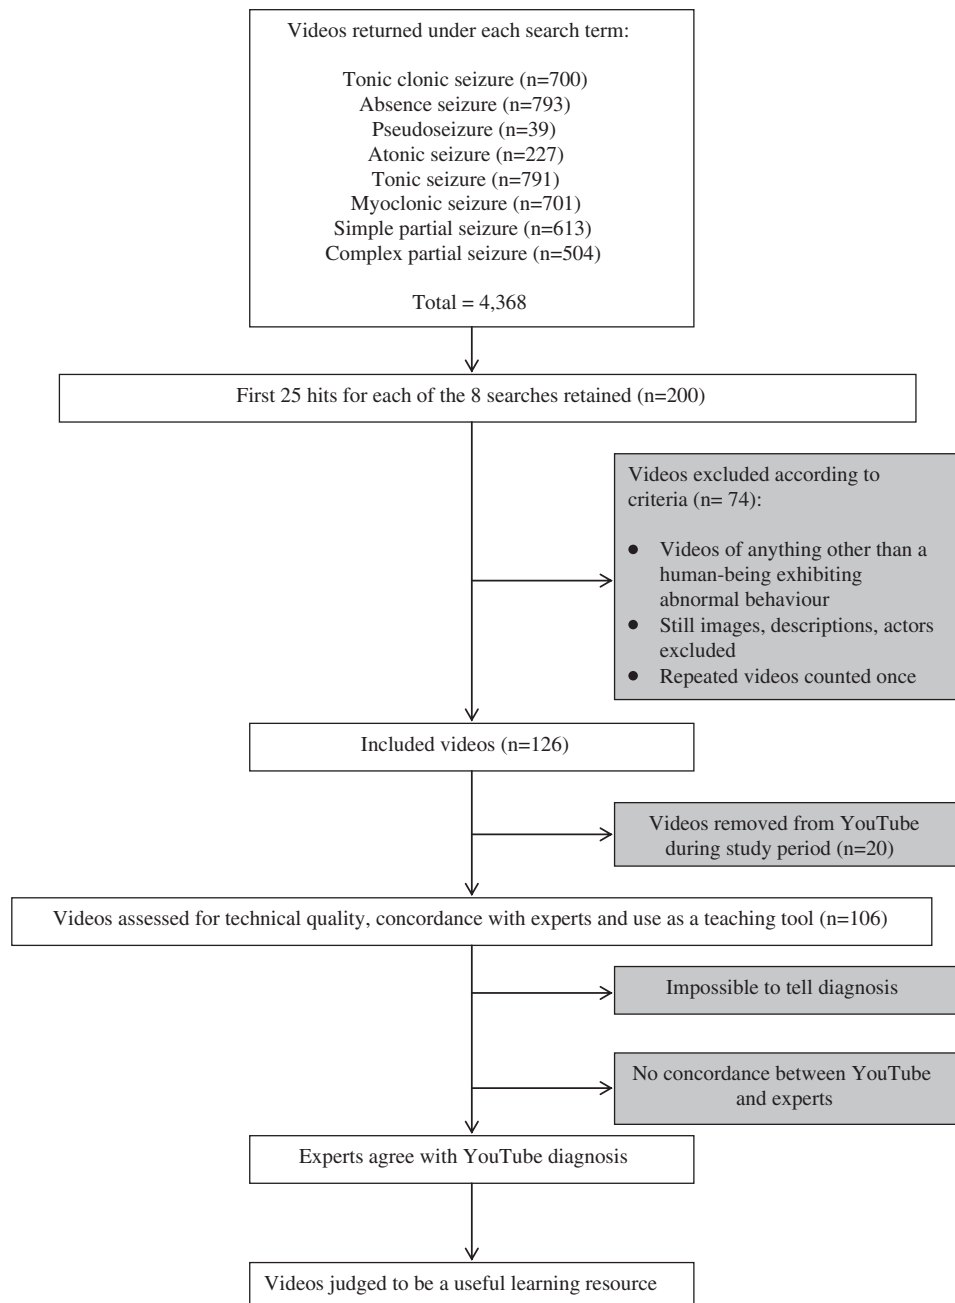 Videos returned under each search term:
Tonic clonic seizure (n=700)
Absence seizure (n=793)
Pseudoseizure (n=39)
Atonic seizure (n=227)
Tonic seizure (n=791)
Myoclonic seizure (n=701)
Simple partial seizure (n=613)
Complex partial seizure (n=504)
Total = 4,368
First 25 hits for each of the 8 searches retained (n=200)
Videos excluded according to
criteria (n= 74):
● Videos of anything other than a
human-being exhibiting
abnormal behaviour
● Still images, descriptions, actors
excluded
● Repeated videos counted once
Included videos (n=126)
Videos removed from YouTube
during study period (n=20)
Videos assessed for technical quality, concordance with experts and use as a teaching tool (n=106)
Impossible to tell diagnosis
No concordance between YouTube
and experts
Experts agree with YouTube diagnosis
Videos judged to be a useful learning resource